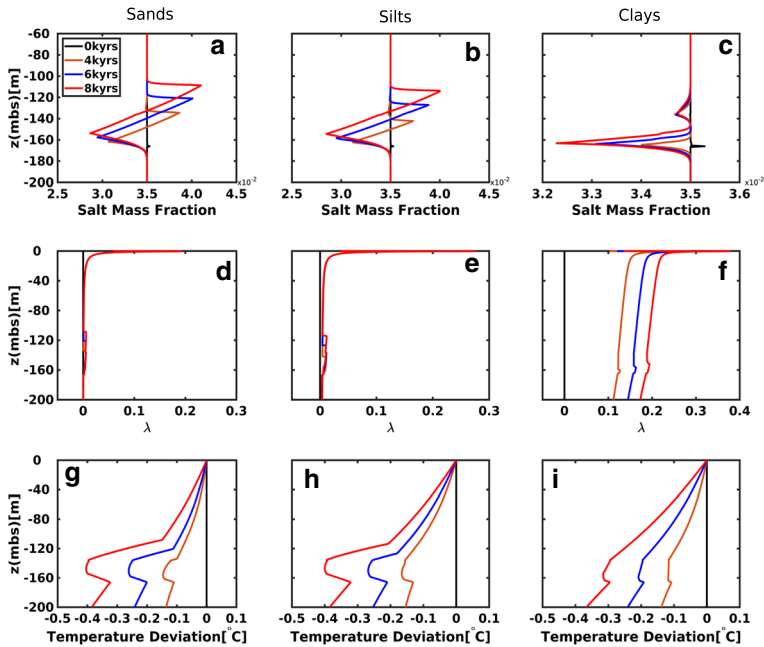 Sands Silts Clays
a b c
0kyrs
4kyrs
6kyrs
8kyrs
z(mbs)[m]
-60
-80
-100
-120
-140
-160
-180
-200
2.5 3.0 3.5 4.0 4.5
x10⁻²
Salt Mass Fraction
2.5 3.0 3.5 4.0 4.5
x10⁻²
Salt Mass Fraction
3.2 3.3 3.4 3.5 3.6
x10⁻²
Salt Mass Fraction
d e f
z(mbs)[m]
0
-40
-80
-120
-160
-200
0 0.1 0.2 0.3
λ
0 0.1 0.2 0.3
λ
0 0.1 0.2 0.3 0.4
λ
g h i
z(mbs)[m]
0
-40
-80
-120
-160
-200
-0.5 -0.4 -0.3 -0.2 -0.1 0 0.1
Temperature Deviation[°C]
-0.5 -0.4 -0.3 -0.2 -0.1 0 0.1
Temperature Deviation[°C]
-0.5 -0.4 -0.3 -0.2 -0.1 0 0.1
Temperature Deviation[°C]